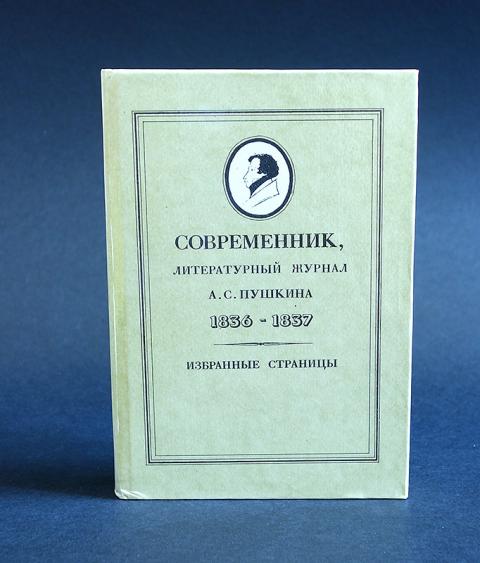 СОВРЕМЕННИК,
ЛИТЕРАТУРНЫЙ ЖУРНАЛ
А.С.ПУШКИНА
1836 - 1837
ИЗБРАННЫЕ СТРАНИЦЫ